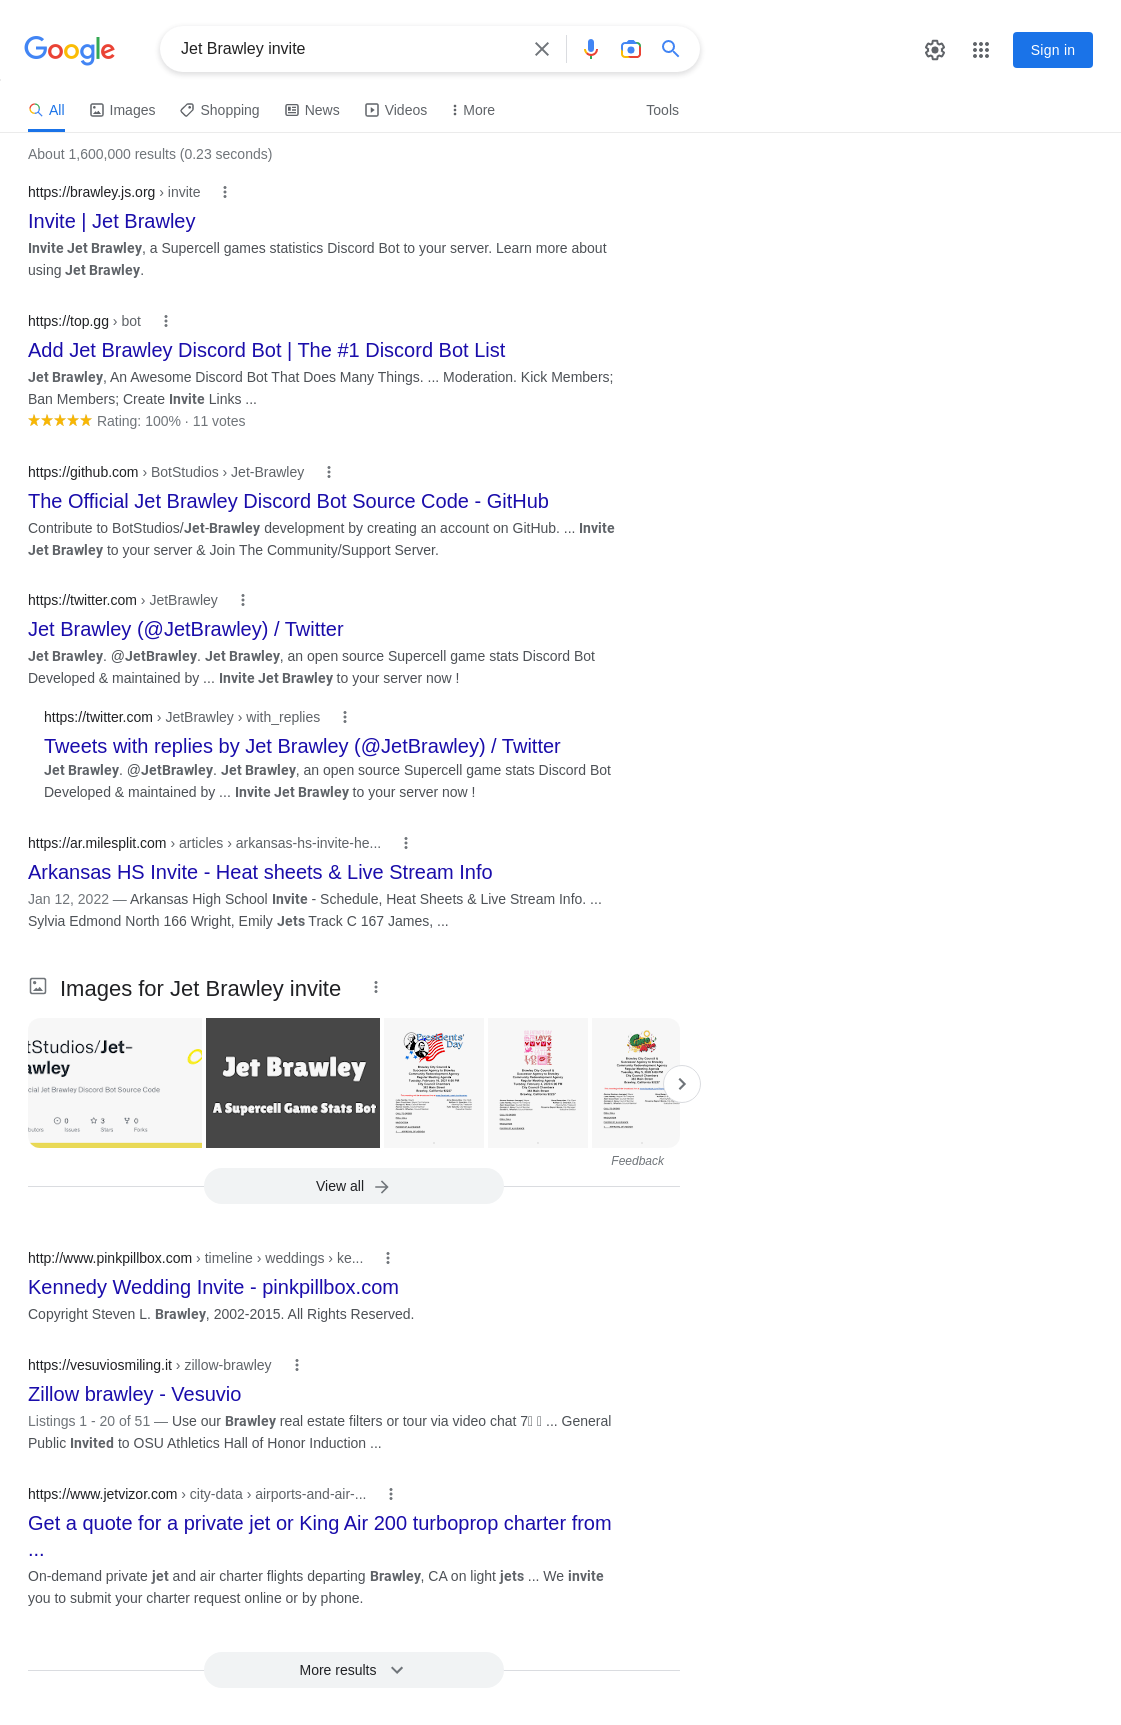 Google
Jet Brawley invite
Sign in
All
Images
Shopping
News
Videos
More
Tools
About 1,600,000 results (0.23 seconds)
https://brawley.js.org › invite
Invite | Jet Brawley
Invite Jet Brawley, a Supercell games statistics Discord Bot to your server. Learn more about
using Jet Brawley.
https://top.gg › bot
Add Jet Brawley Discord Bot | The #1 Discord Bot List
Jet Brawley, An Awesome Discord Bot That Does Many Things. ... Moderation. Kick Members;
Ban Members; Create Invite Links ...
Rating: 100% · 11 votes
https://github.com › BotStudios › Jet-Brawley
The Official Jet Brawley Discord Bot Source Code - GitHub
Contribute to BotStudios/Jet-Brawley development by creating an account on GitHub. ... Invite
Jet Brawley to your server & Join The Community/Support Server.
https://twitter.com › JetBrawley
Jet Brawley (@JetBrawley) / Twitter
Jet Brawley. @JetBrawley. Jet Brawley, an open source Supercell game stats Discord Bot
Developed & maintained by ... Invite Jet Brawley to your server now !
https://twitter.com › JetBrawley › with_replies
Tweets with replies by Jet Brawley (@JetBrawley) / Twitter
Jet Brawley. @JetBrawley. Jet Brawley, an open source Supercell game stats Discord Bot
Developed & maintained by ... Invite Jet Brawley to your server now !
https://ar.milesplit.com › articles › arkansas-hs-invite-he...
Arkansas HS Invite - Heat sheets & Live Stream Info
Jan 12, 2022 — Arkansas High School Invite - Schedule, Heat Sheets & Live Stream Info. ...
Sylvia Edmond North 166 Wright, Emily Jets Track C 167 James, ...
Images for Jet Brawley invite
tStudios/Jet-
awley
cial Jet Brawley Discord Bot Source Code
0 3 0
butors Issues Stars Forks
Jet Brawley
A Supercell Game Stats Bot
Presidents'
Day
LOVE
Feedback
View all
http://www.pinkpillbox.com › timeline › weddings › ke...
Kennedy Wedding Invite - pinkpillbox.com
Copyright Steven L. Brawley, 2002-2015. All Rights Reserved.
https://vesuviosmiling.it › zillow-brawley
Zillow brawley - Vesuvio
Listings 1 - 20 of 51 — Use our Brawley real estate filters or tour via video chat 7 ... General
Public Invited to OSU Athletics Hall of Honor Induction ...
https://www.jetvizor.com › city-data › airports-and-air-...
Get a quote for a private jet or King Air 200 turboprop charter from
...
On-demand private jet and air charter flights departing Brawley, CA on light jets ... We invite
you to submit your charter request online or by phone.
More results